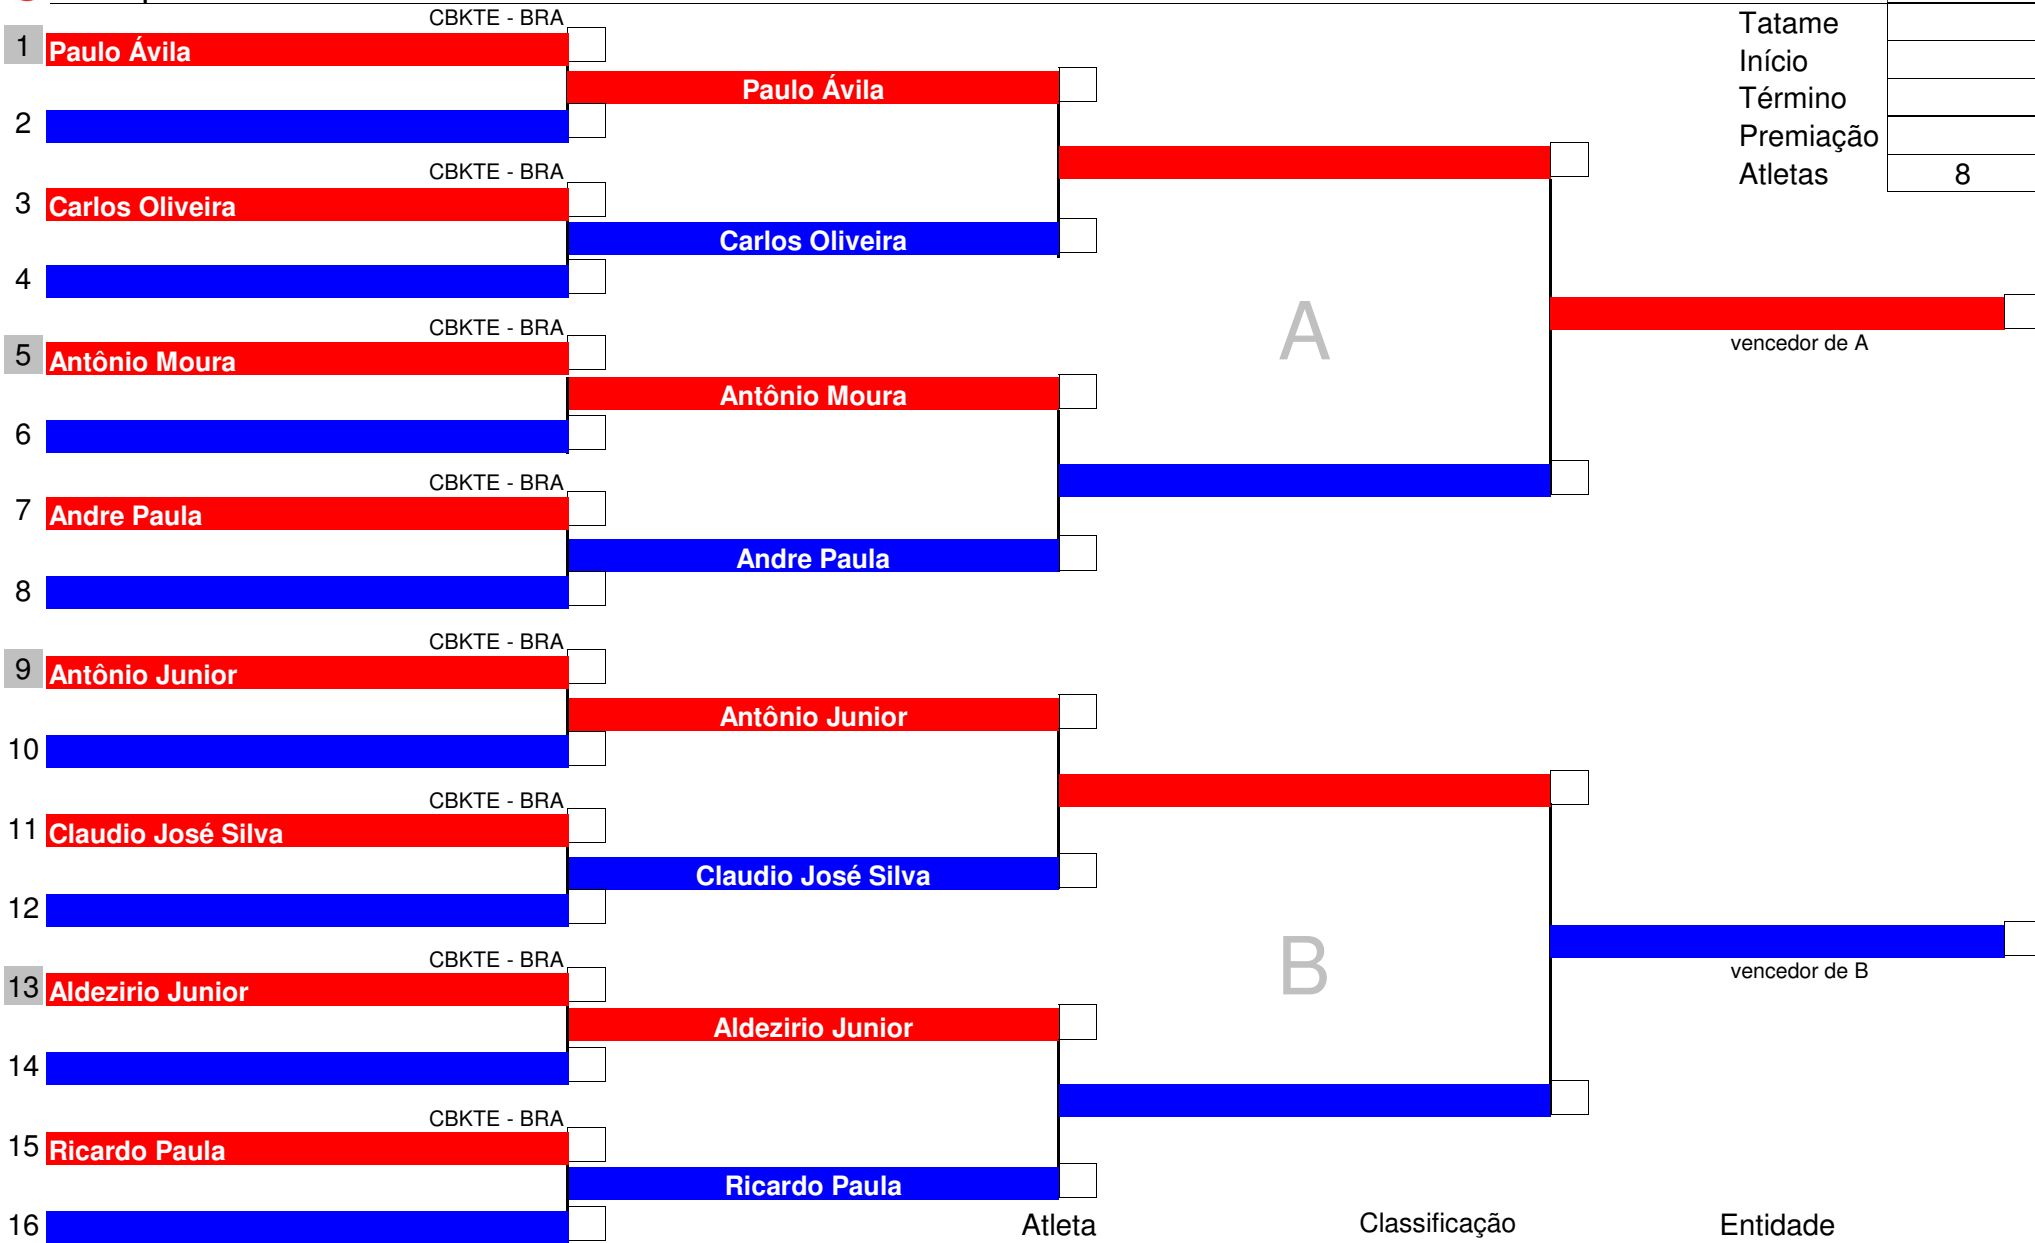 CBKTE - BRA
Tatame
1 Paulo Ávila
Início
Paulo Ávila
Término
2
Premiação
CBKTE - BRA
Atletas 8
3 Carlos Oliveira
Carlos Oliveira
4
A
CBKTE - BRA
vencedor de A
5 Antônio Moura
Antônio Moura
6
CBKTE - BRA
7 Andre Paula
Andre Paula
8
CBKTE - BRA
9 Antônio Junior
Antônio Junior
10
CBKTE - BRA
11 Claudio José Silva
Claudio José Silva
12
B
CBKTE - BRA
vencedor de B
13 Aldezirio Junior
Aldezirio Junior
14
CBKTE - BRA
15 Ricardo Paula
Ricardo Paula
16
Atleta Classificação Entidade